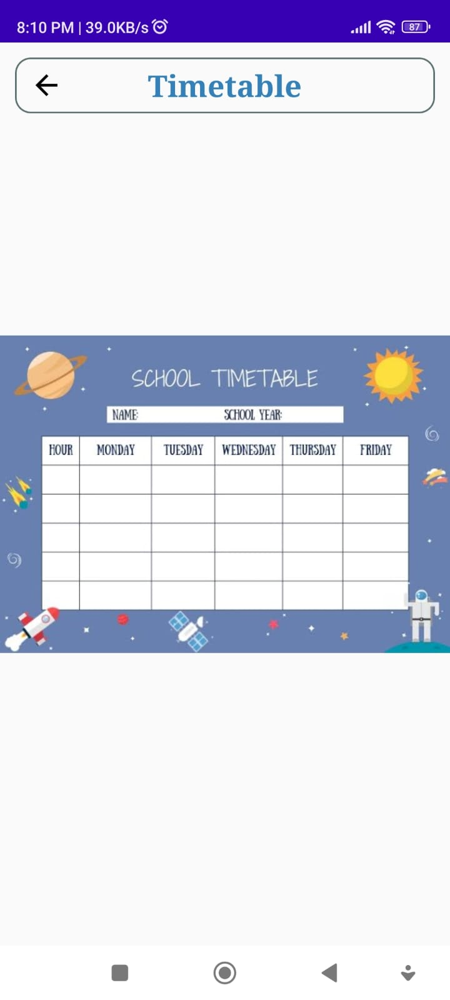 8:10 PM | 39.0KB/s 87
Timetable
SCHOOL TIMETABLE
NAME: SCHOOL YEAR:
HOUR MONDAY TUESDAY WEDNESDAY THURSDAY FRIDAY